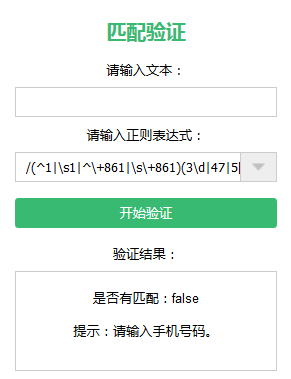 匹配验证
请输入文本：
请输入正则表达式：
/(^1|\s1|^\+861|\s\+861)(3\d|47|5[
开始验证
验证结果：
是否有匹配：false
提示：请输入手机号码。